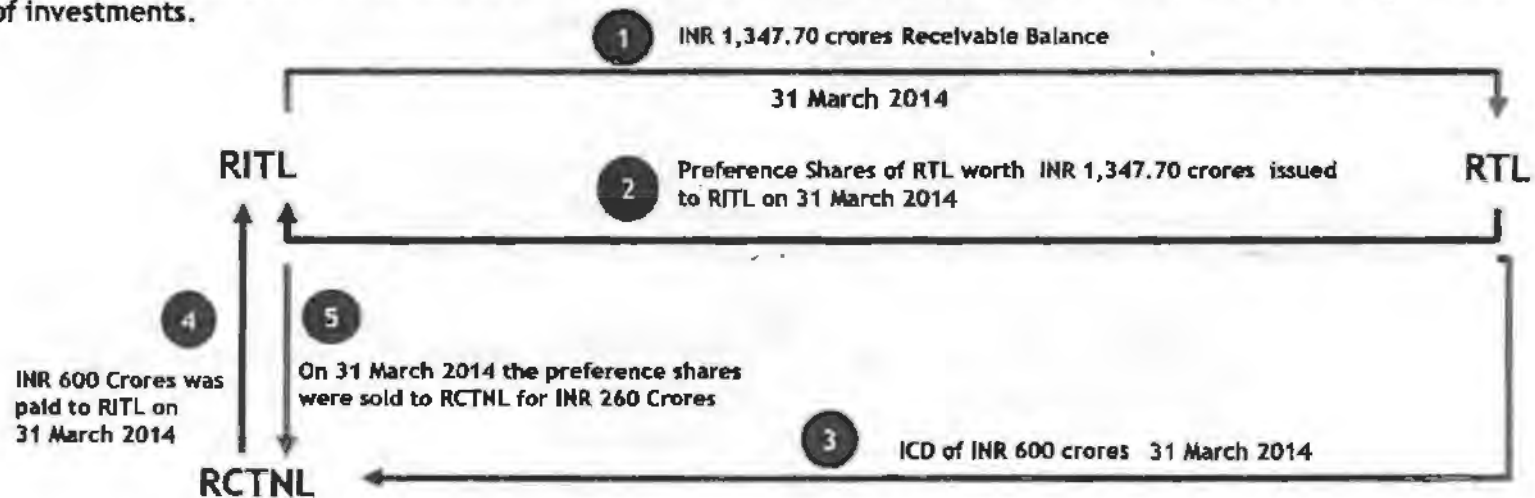 of investments.
1
INR 1,347.70 crores Receivable Balance
31 March 2014
RITL
2
Preference Shares of RTL worth INR 1,347.70 crores issued
to RITL on 31 March 2014
RTL
4
5
INR 600 Crores was
paid to RITL on
31 March 2014
On 31 March 2014 the preference shares
were sold to RCTNL for INR 260 Crores
3
ICD of INR 600 crores 31 March 2014
RCTNL